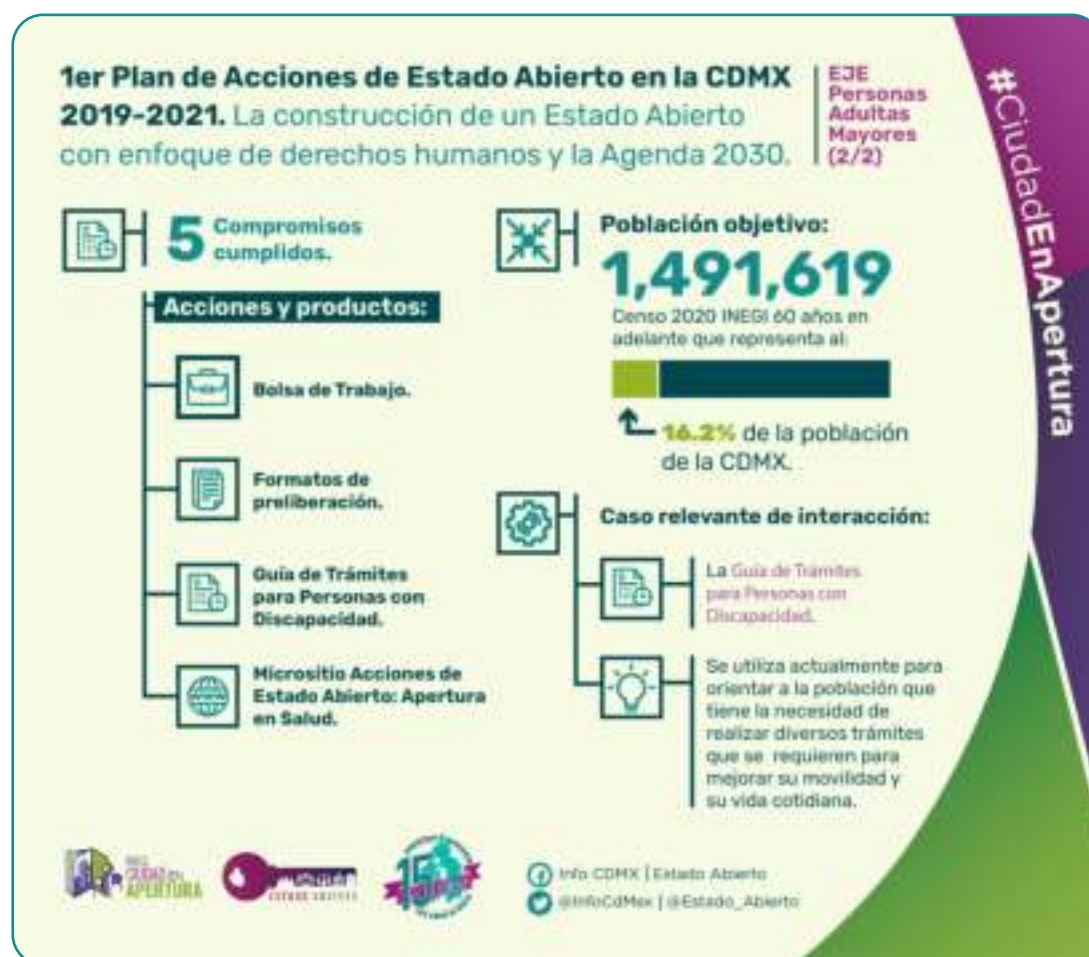 1er Plan de Acciones de Estado Abierto en la CDMX
2019-2021. La construcción de un Estado Abierto
con enfoque de derechos humanos y la Agenda 2030.
EJE
Personas
Adultas
Mayores
(2/2)
#CiudadEnApertura
5 Compromisos
cumplidos.
Acciones y productos:
Bolsa de Trabajo.
Formatos de
preliberación.
Guía de Trámites
para Personas con
Discapacidad.
Micrositio Acciones de
Estado Abierto: Apertura
en Salud.
Población objetivo:
1,491,619
Censo 2020 INEGI 60 años en
adelante que representa al:
16.2% de la población
de la CDMX.
Caso relevante de interacción:
La Guía de Trámites
para Personas con
Discapacidad.
Se utiliza actualmente para
orientar a la población que
tiene la necesidad de
realizar diversos trámites
que se requieren para
mejorar su movilidad y
su vida cotidiana.
CIUDAD EN
APERTURA
ESTADO ABIERTO
15
Info CDMX | Estado Abierto
@InfoCdMex | @Estado_Abierto